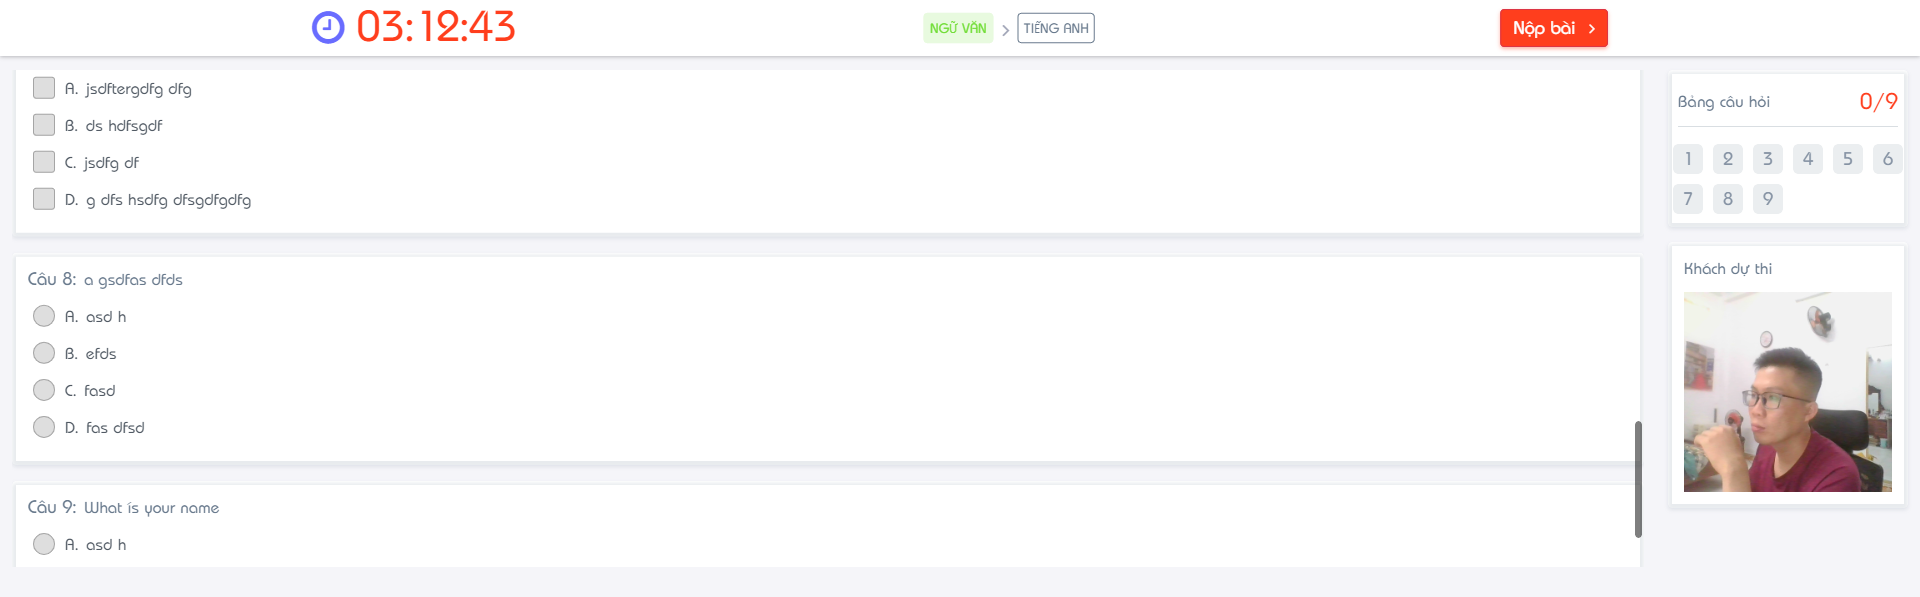 03:12:43
NGỮ VĂN
TIẾNG ANH
Nộp bài
A. jsdftergdfg dfg
B. ds hdfsgdf
C. jsdfg df
D. g dfs hsdfg dfsgdfgdfg
Câu 8: a gsdfas dfds
A. asd h
B. efds
C. fasd
D. fas dfsd
Câu 9: What ís your name
A. asd h
Bảng câu hỏi 0/9
1 2 3 4 5 6
7 8 9
Khách dự thi